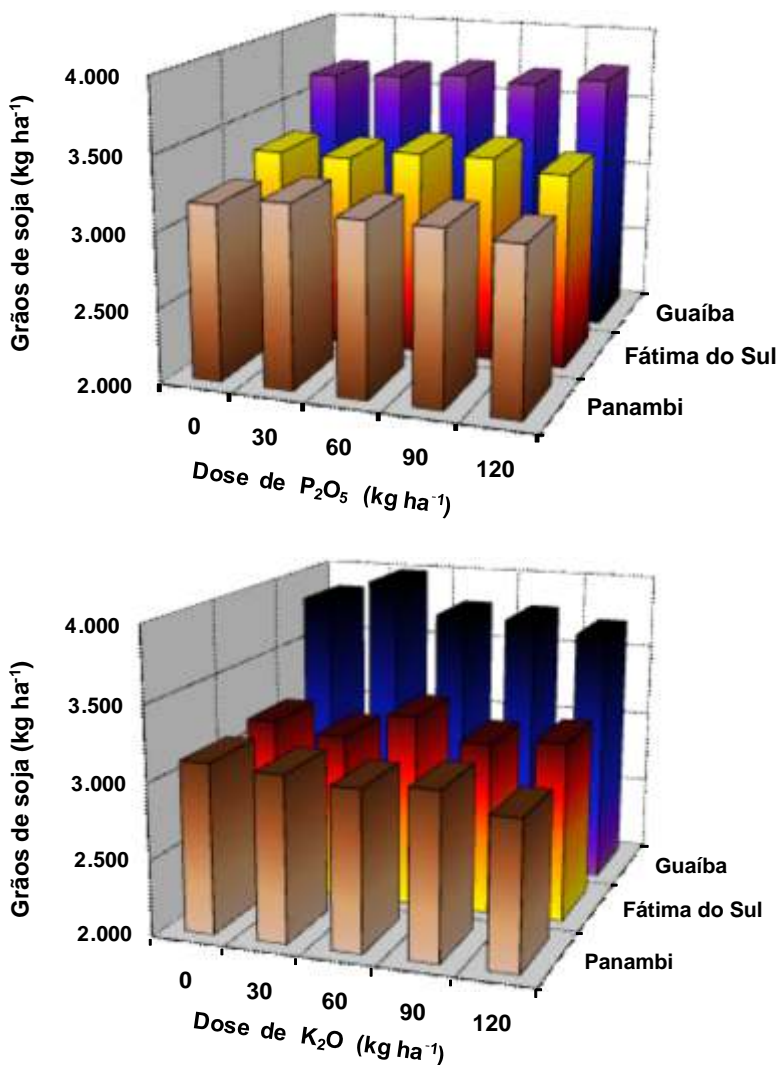 4.000
3.500
3.000
2.500
2.000
Grãos de soja (kg ha⁻¹)
Guaíba
Fátima do Sul
Panambi
0 30 60 90 120
Dose de P₂O₅ (kg ha⁻¹)
4.000
3.500
3.000
2.500
2.000
Grãos de soja (kg ha⁻¹)
Guaíba
Fátima do Sul
Panambi
0 30 60 90 120
Dose de K₂O (kg ha⁻¹)